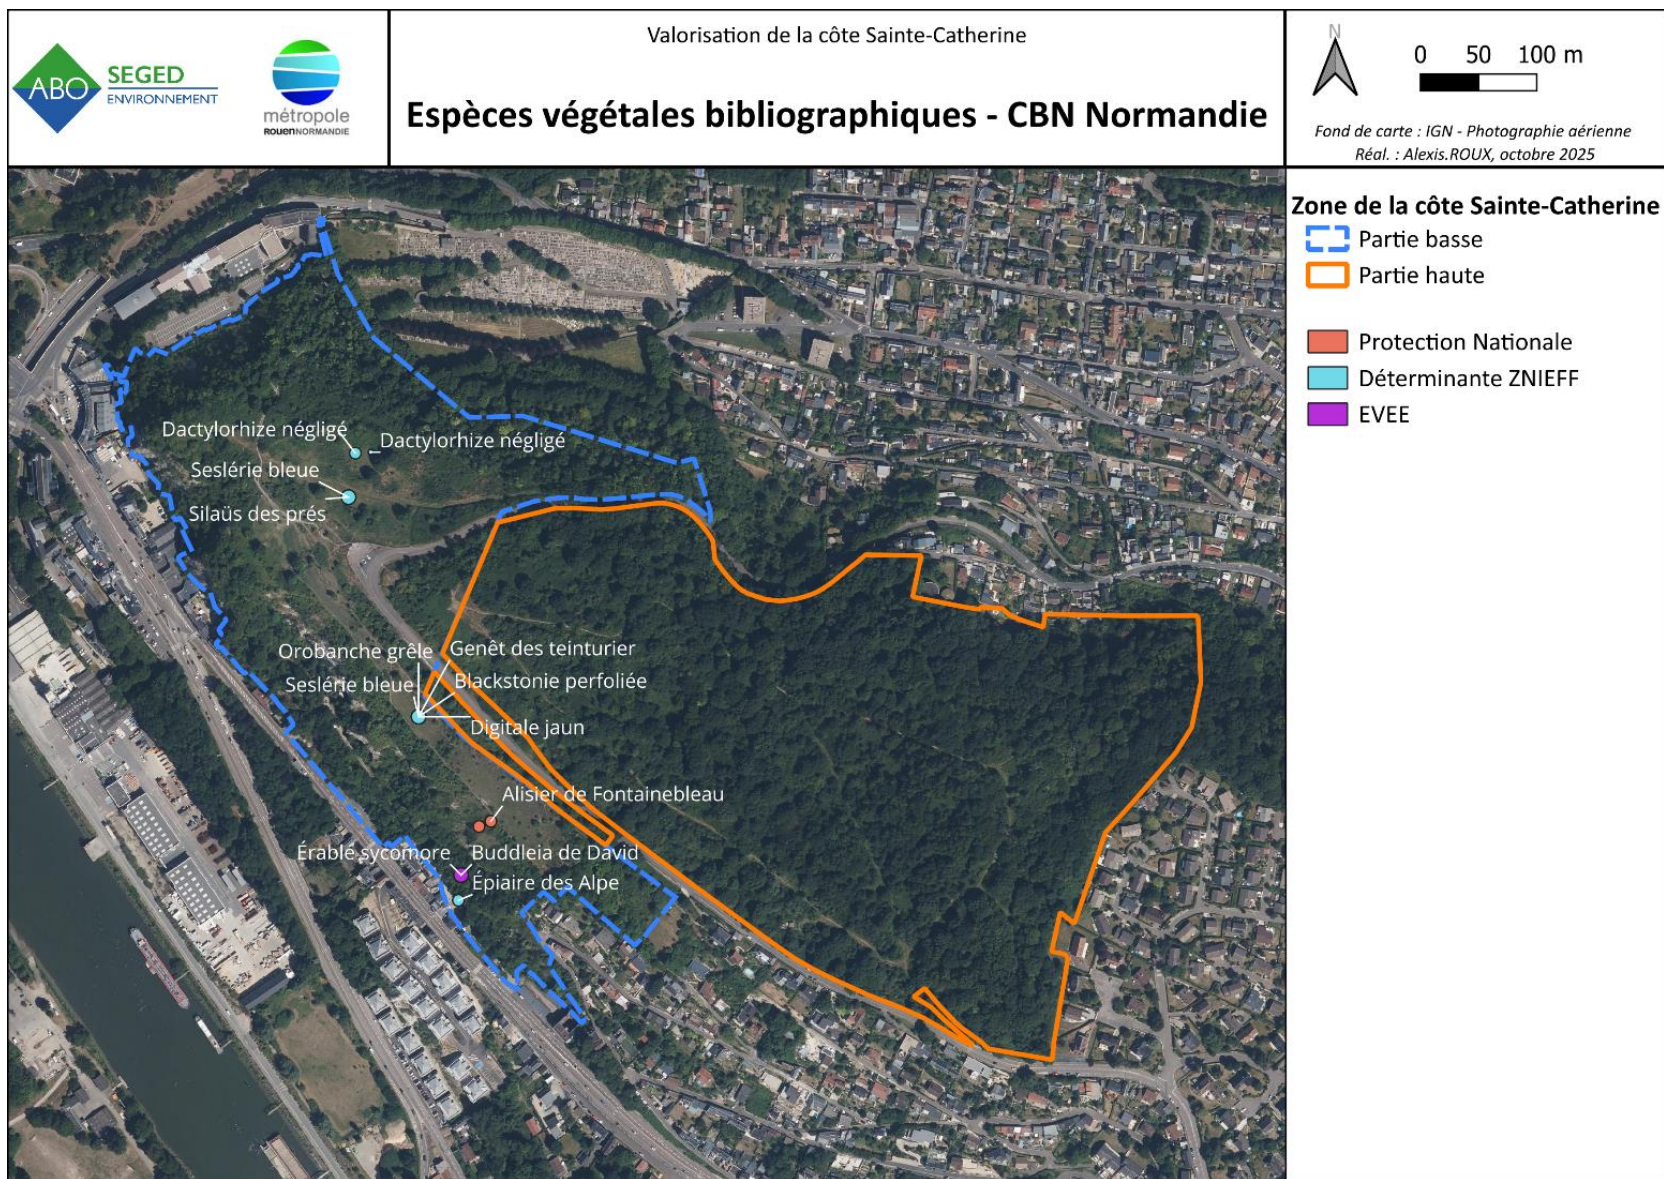 ABO
SEGED
ENVIRONNEMENT
métropole
ROUENNORMANDIE
Valorisation de la côte Sainte-Catherine
Espèces végétales bibliographiques - CBN Normandie
N
0 50 100 m
Fond de carte : IGN - Photographie aérienne
Réal. : Alexis.ROUX, octobre 2025
Zone de la côte Sainte-Catherine
Partie basse
Partie haute
Protection Nationale
Déterminante ZNIEFF
EVEE
Dactylorhize négligé
Dactylorhize négligé
Seslérie bleue
Silaüs des prés
Orobanche grêle
Genêt des teinturier
Seslérie bleue
Blackstonie perfoliée
Digitale jaun
Alisier de Fontainebleau
Érable sycomore
Buddleia de David
Épiaire des Alpe